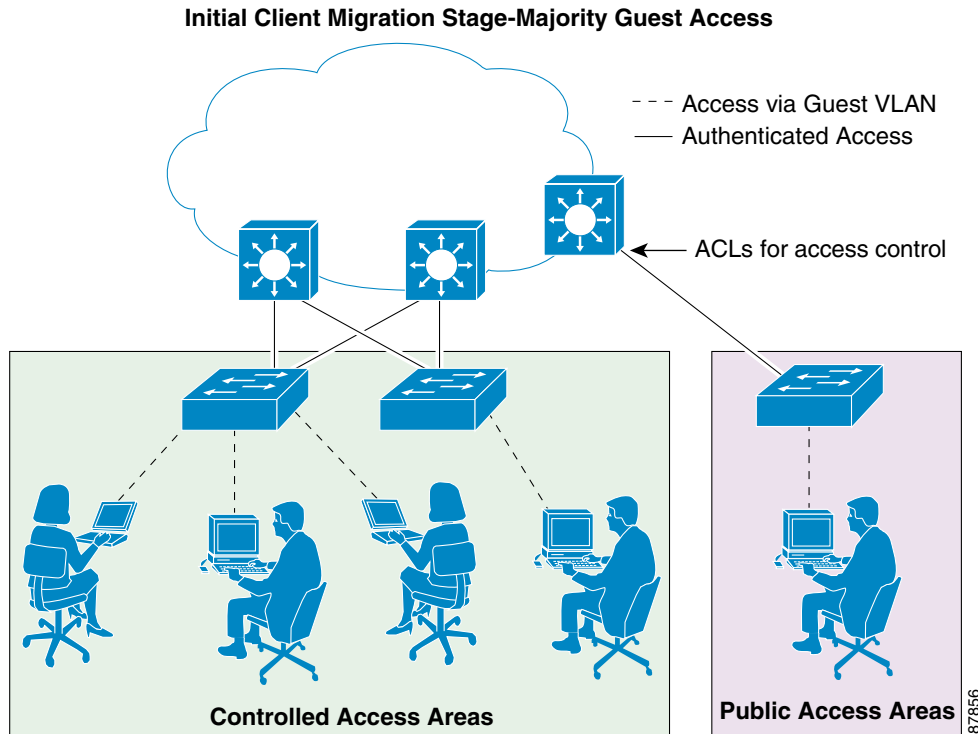 Initial Client Migration Stage-Majority Guest Access
Access via Guest VLAN
Authenticated Access
ACLs for access control
Controlled Access Areas
Public Access Areas
87856